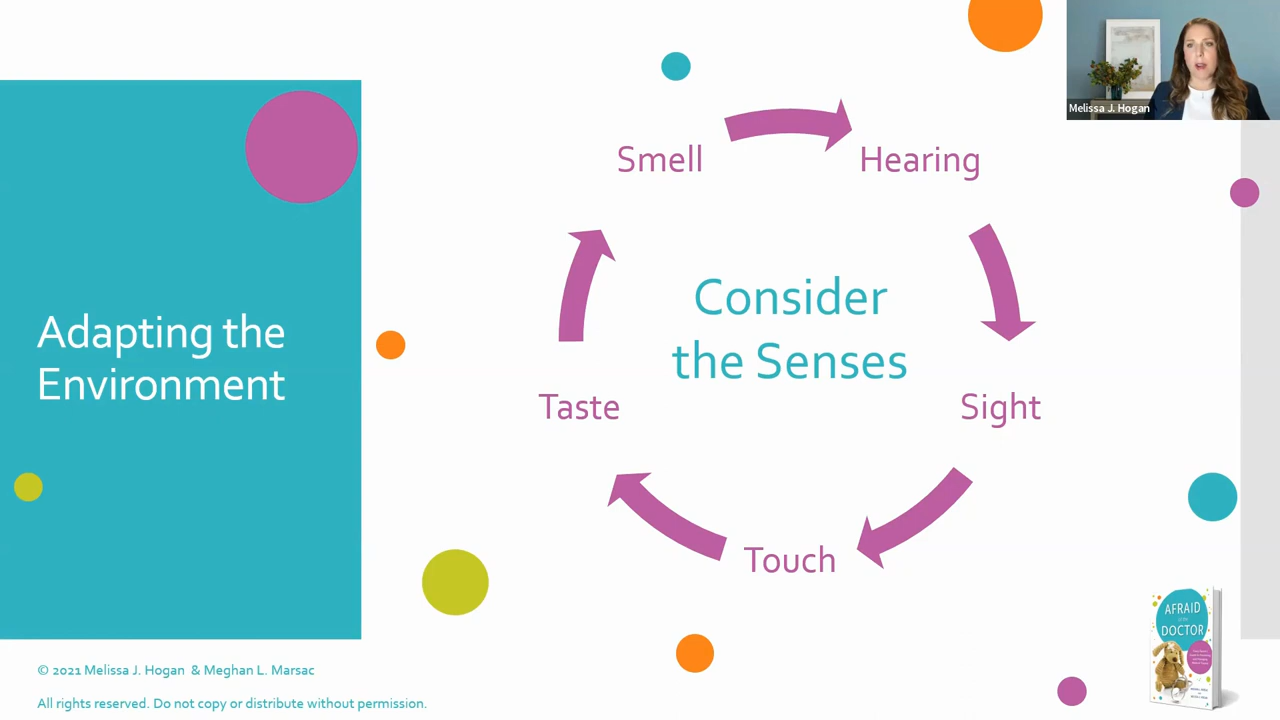 Melissa J. Hogan
Smell
Hearing
Consider
the Senses
Adapting the
Environment
Taste
Sight
Touch
AFRAID
DOCTOR
© 2021 Melissa J. Hogan & Meghan L. Marsac
All rights reserved. Do not copy or distribute without permission.